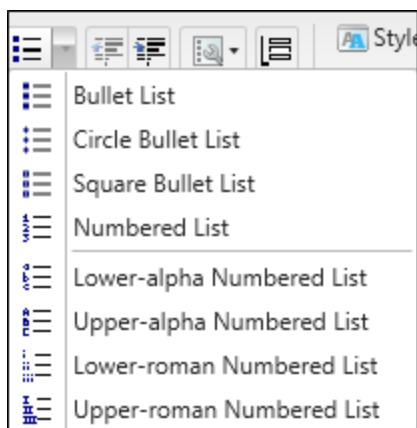 Style
Bullet List
Circle Bullet List
Square Bullet List
Numbered List
Lower-alpha Numbered List
Upper-alpha Numbered List
Lower-roman Numbered List
Upper-roman Numbered List